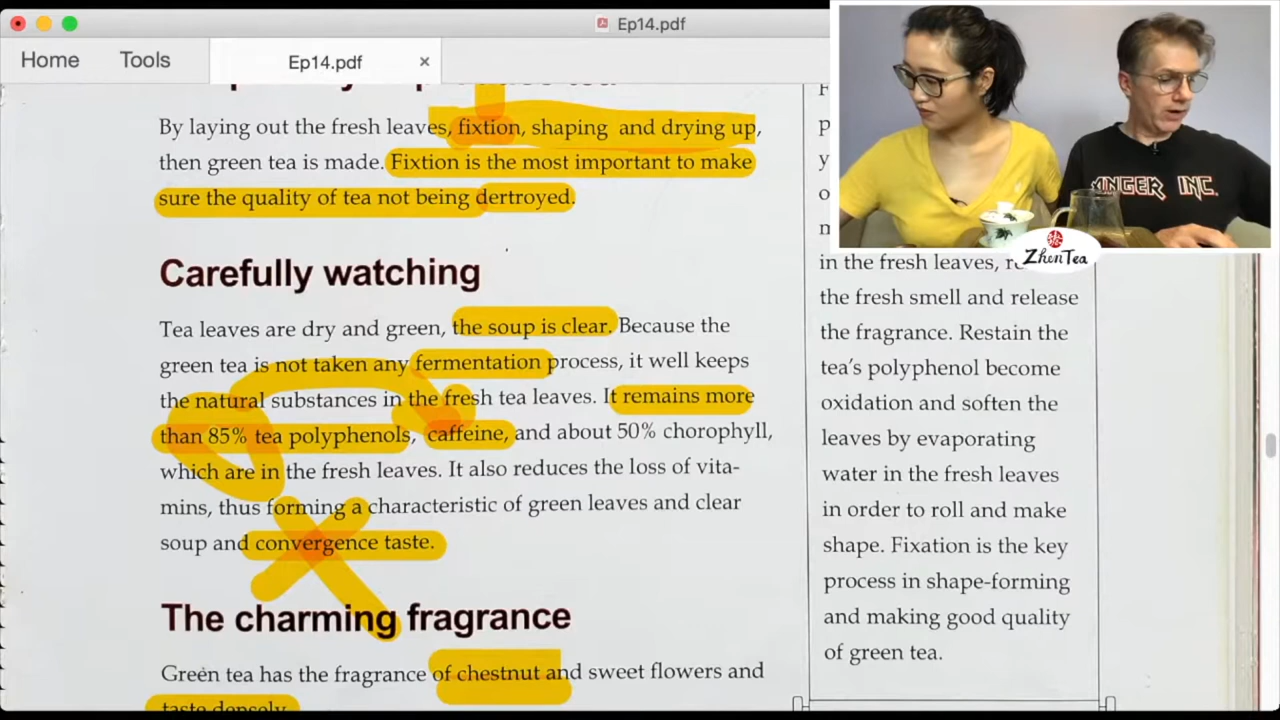 Ep14.pdf
Home
Tools
Ep14.pdf
By laying out the fresh leaves, fixtion, shaping and drying up,
then green tea is made. Fixtion is the most important to make
sure the quality of tea not being dertroyed.
Carefully watching
Tea leaves are dry and green, the soup is clear. Because the
green tea is not taken any fermentation process, it well keeps
the natural substances in the fresh tea leaves. It remains more
than 85% tea polyphenols, caffeine, and about 50% chorophyll,
which are in the fresh leaves. It also reduces the loss of vita-
mins, thus forming a characteristic of green leaves and clear
soup and convergence taste.
The charming fragrance
Green tea has the fragrance of chestnut and sweet flowers and
taste densely
in the fresh leaves,
the fresh smell and release
the fragrance. Restain the
tea's polyphenol become
oxidation and soften the
leaves by evaporating
water in the fresh leaves
in order to roll and make
shape. Fixation is the key
process in shape-forming
and making good quality
of green tea.
INC.
ZhenTea